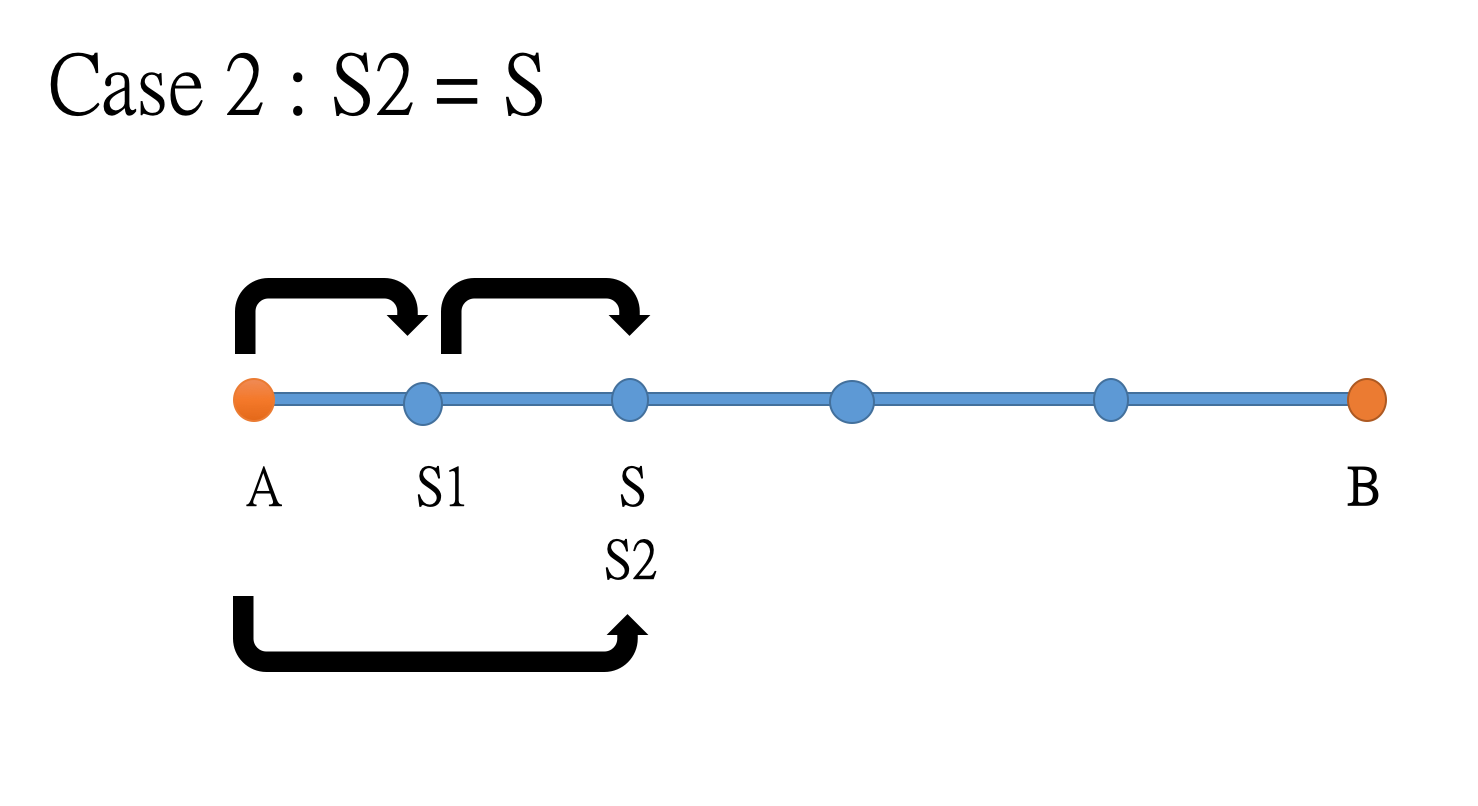 Case 2 : S2 = S
A S1 S B
S2